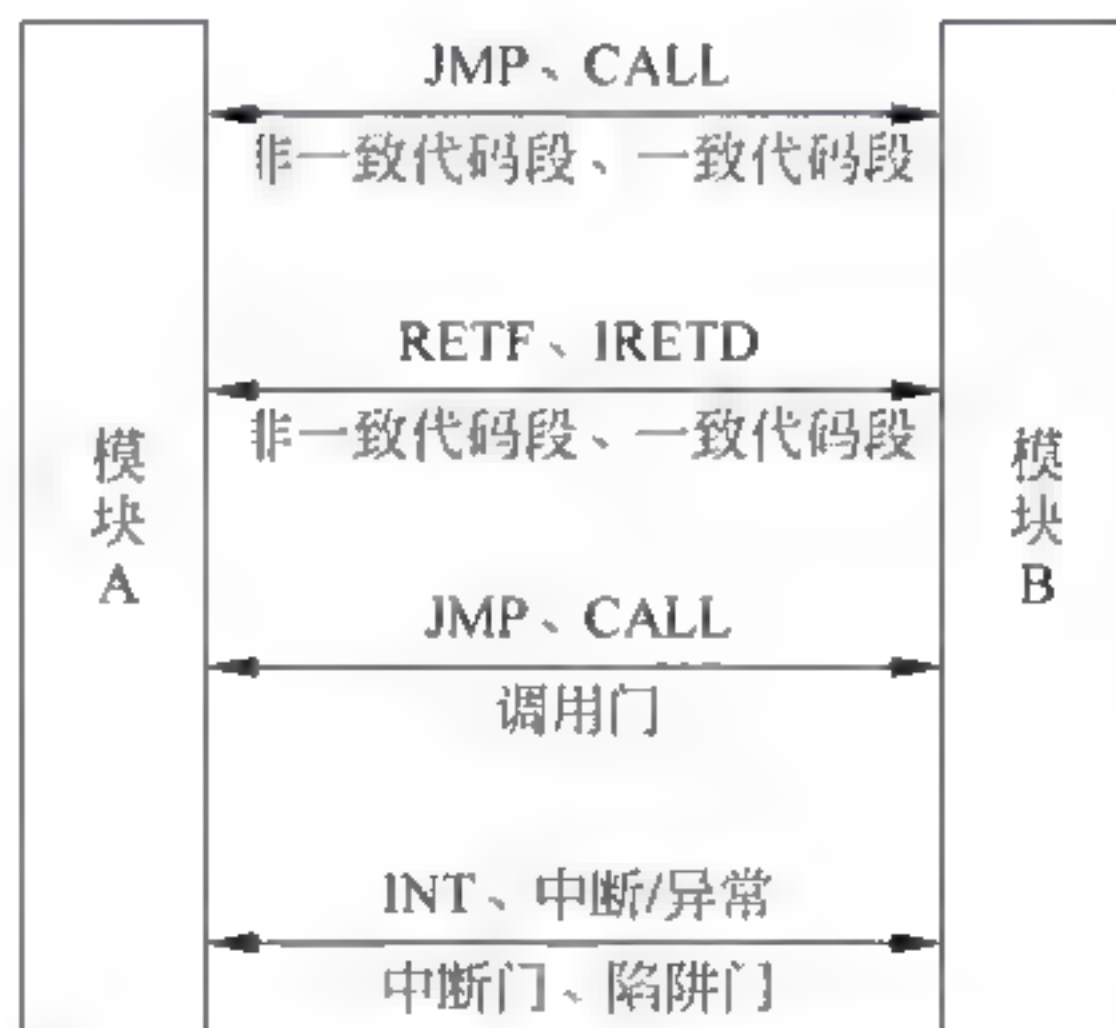 JMP、CALL
非一致代码段、一致代码段
RETF、IRETD
非一致代码段、一致代码段
模块A
模块B
JMP、CALL
调用门
INT、中断/异常
中断门、陷阱门